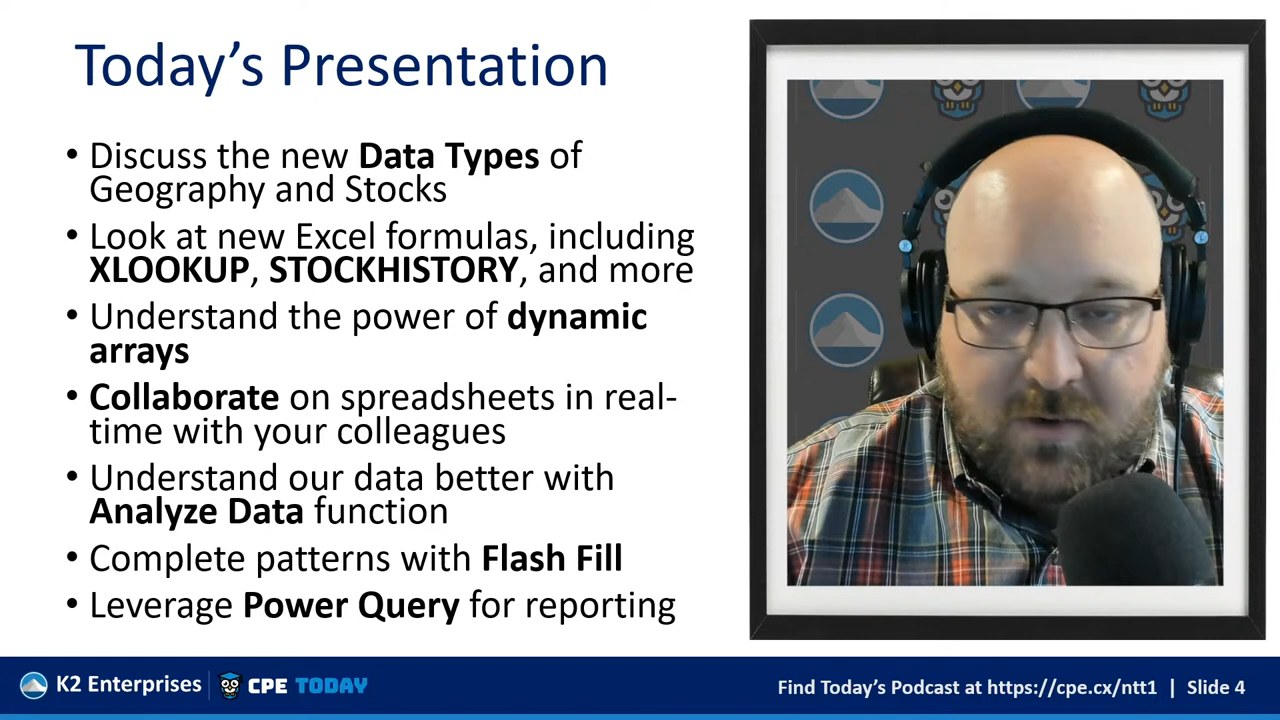 Today’s Presentation
• Discuss the new Data Types of
Geography and Stocks
• Look at new Excel formulas, including
XLOOKUP, STOCKHISTORY, and more
• Understand the power of dynamic
arrays
• Collaborate on spreadsheets in real-
time with your colleagues
• Understand our data better with
Analyze Data function
• Complete patterns with Flash Fill
• Leverage Power Query for reporting
K2 Enterprises | CPE TODAY
Find Today’s Podcast at https://cpe.cx/ntt1 | Slide 4